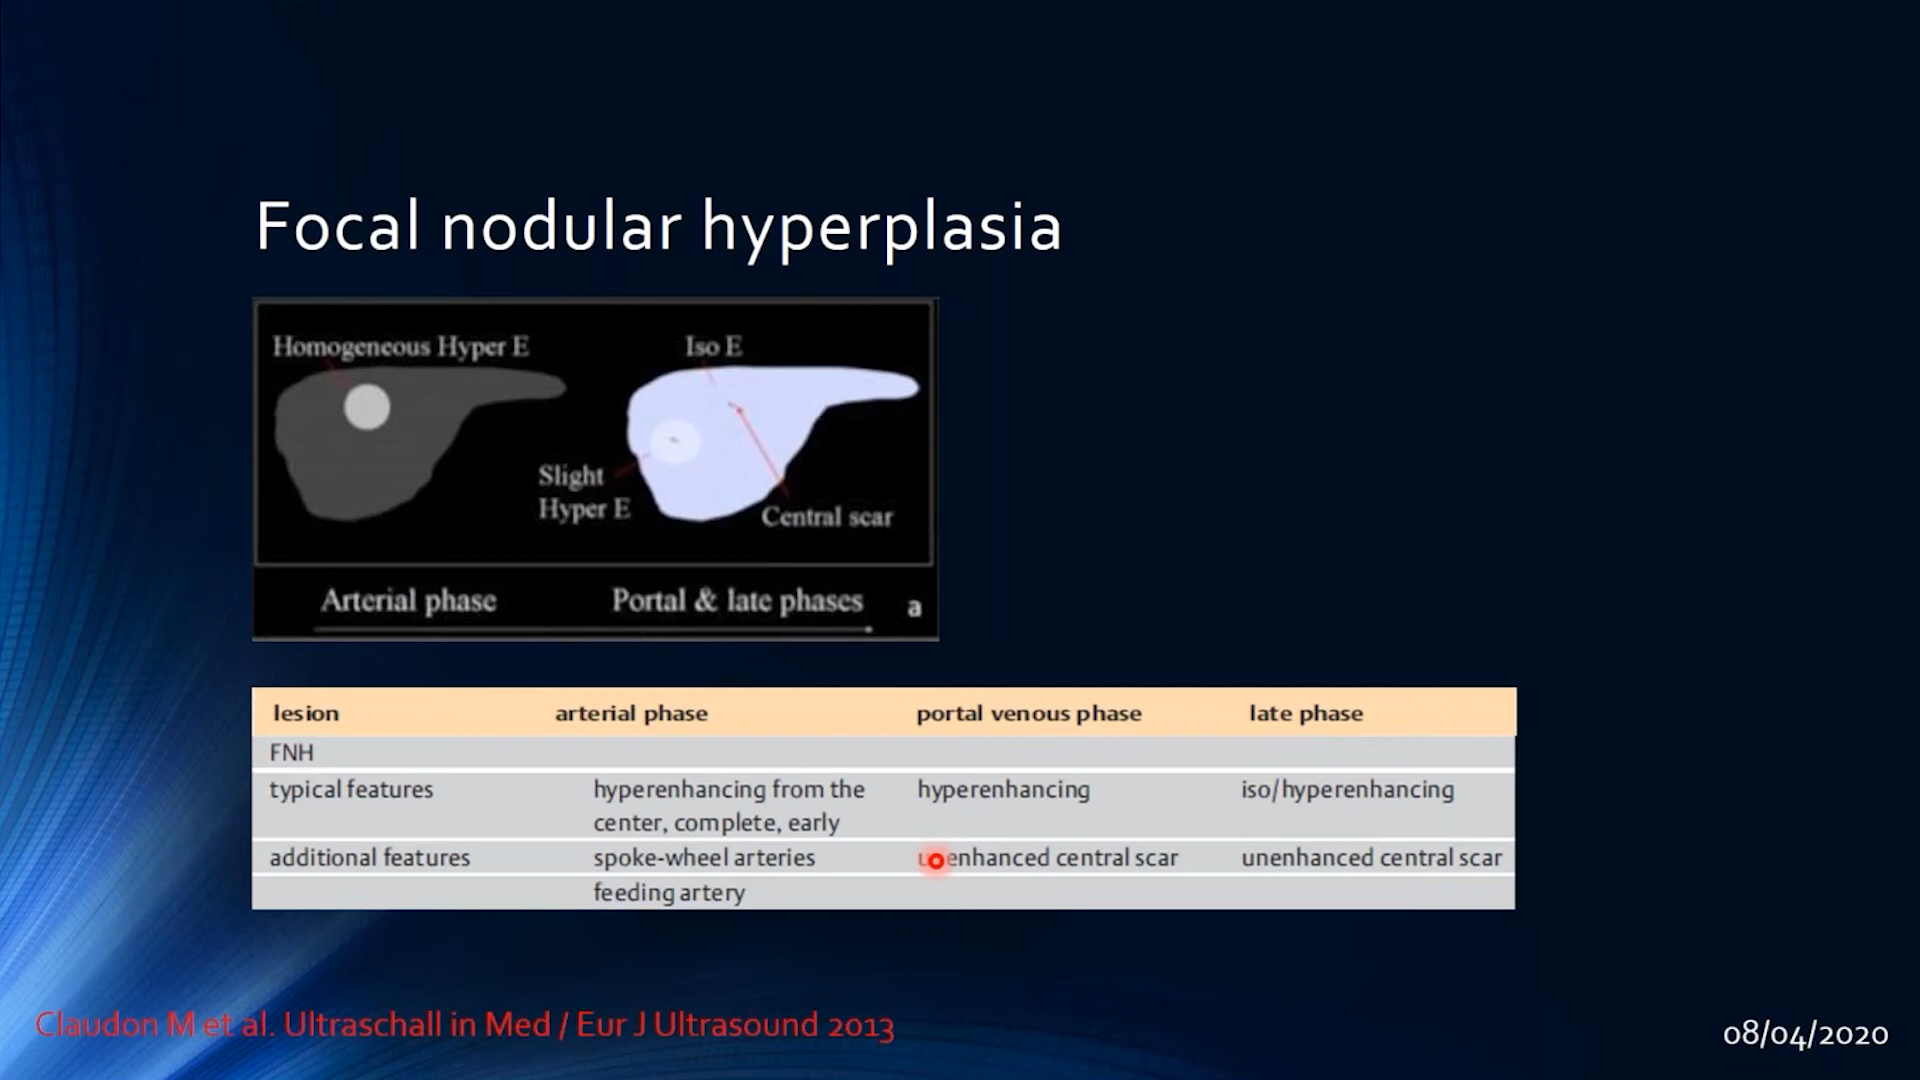 Focal nodular hyperplasia
Homogeneous Hyper E
Iso E
Slight
Hyper E
Central scar
Arterial phase
Portal & late phases
a
lesion arterial phase portal venous phase late phase
FNH
typical features hyperenhancing from the hyperenhancing iso/hyperenhancing
center, complete, early
additional features spoke-wheel arteries unenhanced central scar unenhanced central scar
feeding artery
Claudon M et al. Ultraschall in Med / Eur J Ultrasound 2013
08/04/2020